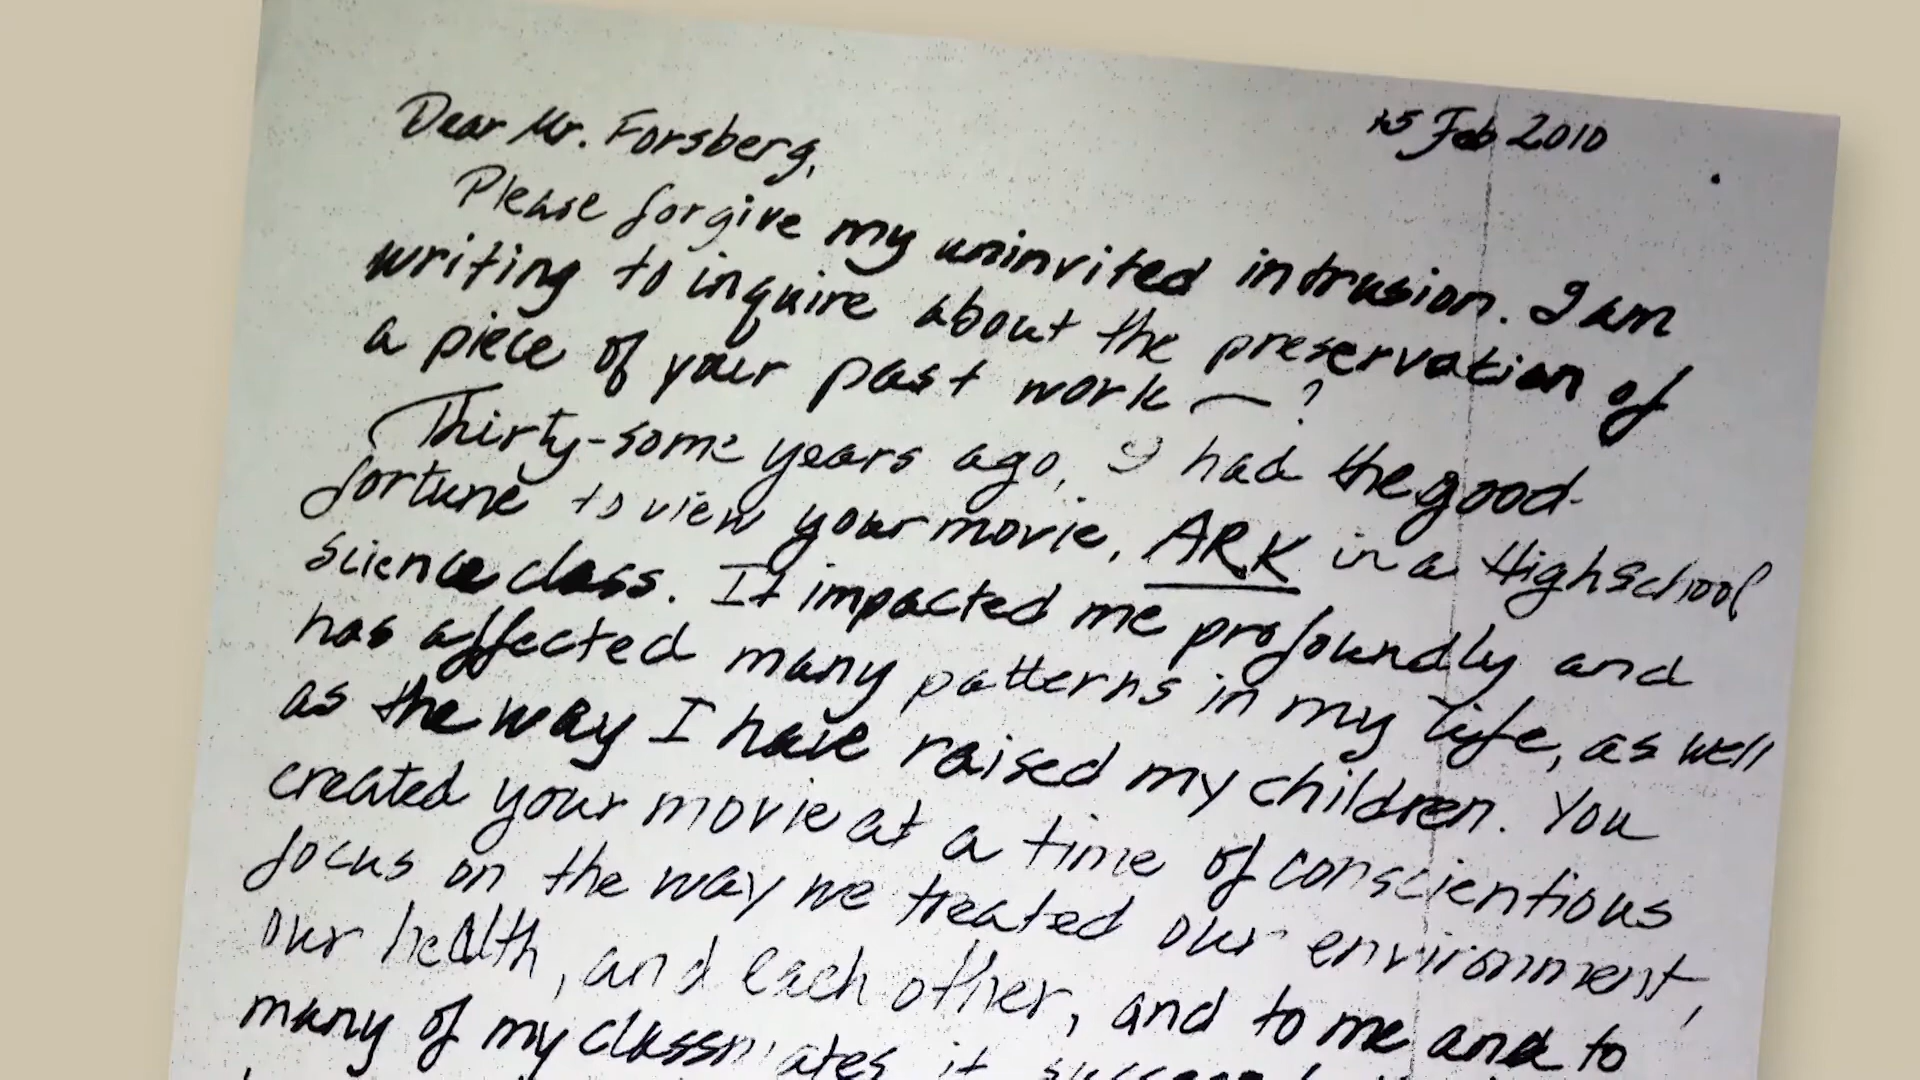 15 Feb 2010
Dear Mr. Forsberg,
Please forgive my uninvited intrusion. I am
writing to inquire about the preservation of
a piece of your past work — ?
Thirty-some years ago, I had the good
fortune to view your movie, ARK in a Highschool
science class. It impacted me profoundly and
has affected many patterns in my life, as well
as the way I have raised my children. You
created your movie at a time of conscientious
focus on the way we treated our environment,
our health, and each other, and to me and to
many of my classmates it